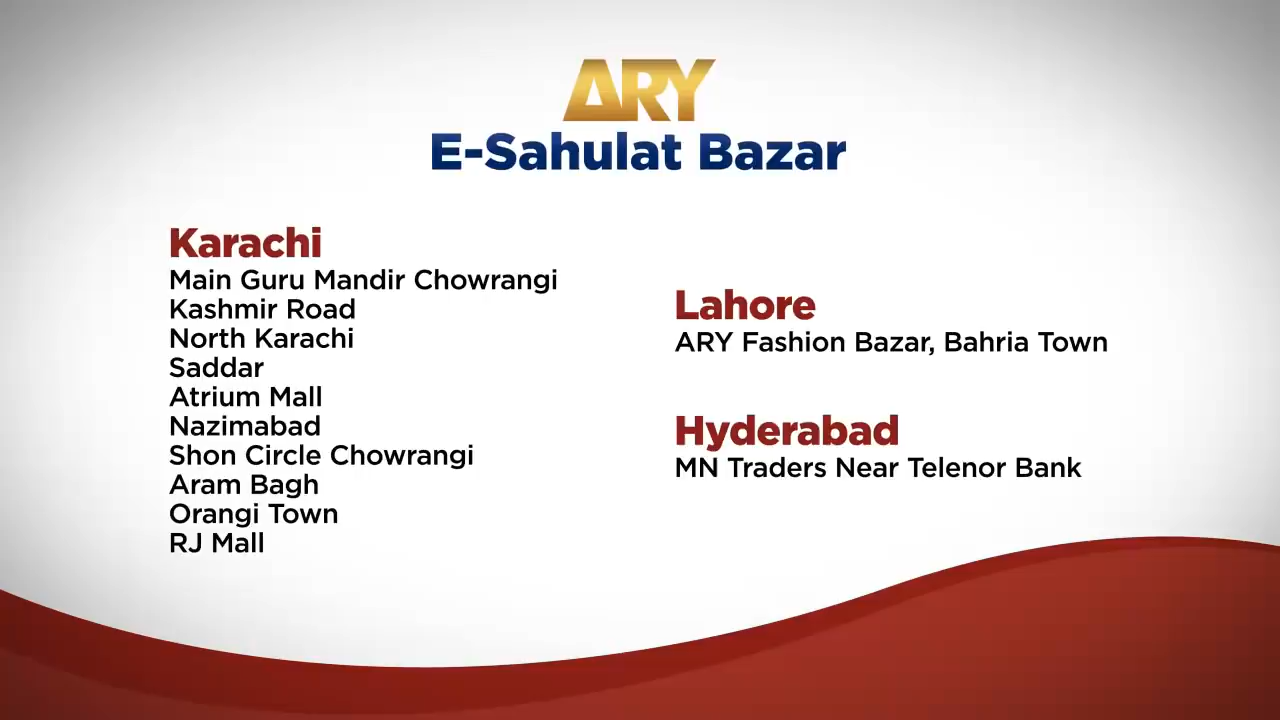 ARY
E-Sahulat Bazar
Karachi
Main Guru Mandir Chowrangi
Kashmir Road
North Karachi
Saddar
Atrium Mall
Nazimabad
Shon Circle Chowrangi
Aram Bagh
Orangi Town
RJ Mall
Lahore
ARY Fashion Bazar, Bahria Town
Hyderabad
MN Traders Near Telenor Bank